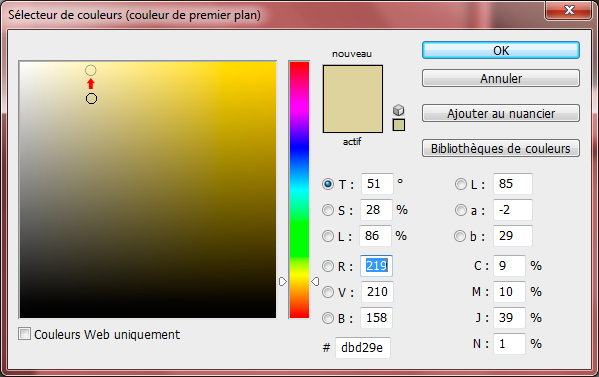 Sélecteur de couleurs (couleur de premier plan)
nouveau
actif
OK
Annuler
Ajouter au nuancier
Bibliothèques de couleurs
T : 51 °
S : 28 %
L : 86 %
R : 219
V : 210
B : 158
# dbd29e
L : 85
a : -2
b : 29
C : 9 %
M : 10 %
J : 39 %
N : 1 %
Couleurs Web uniquement